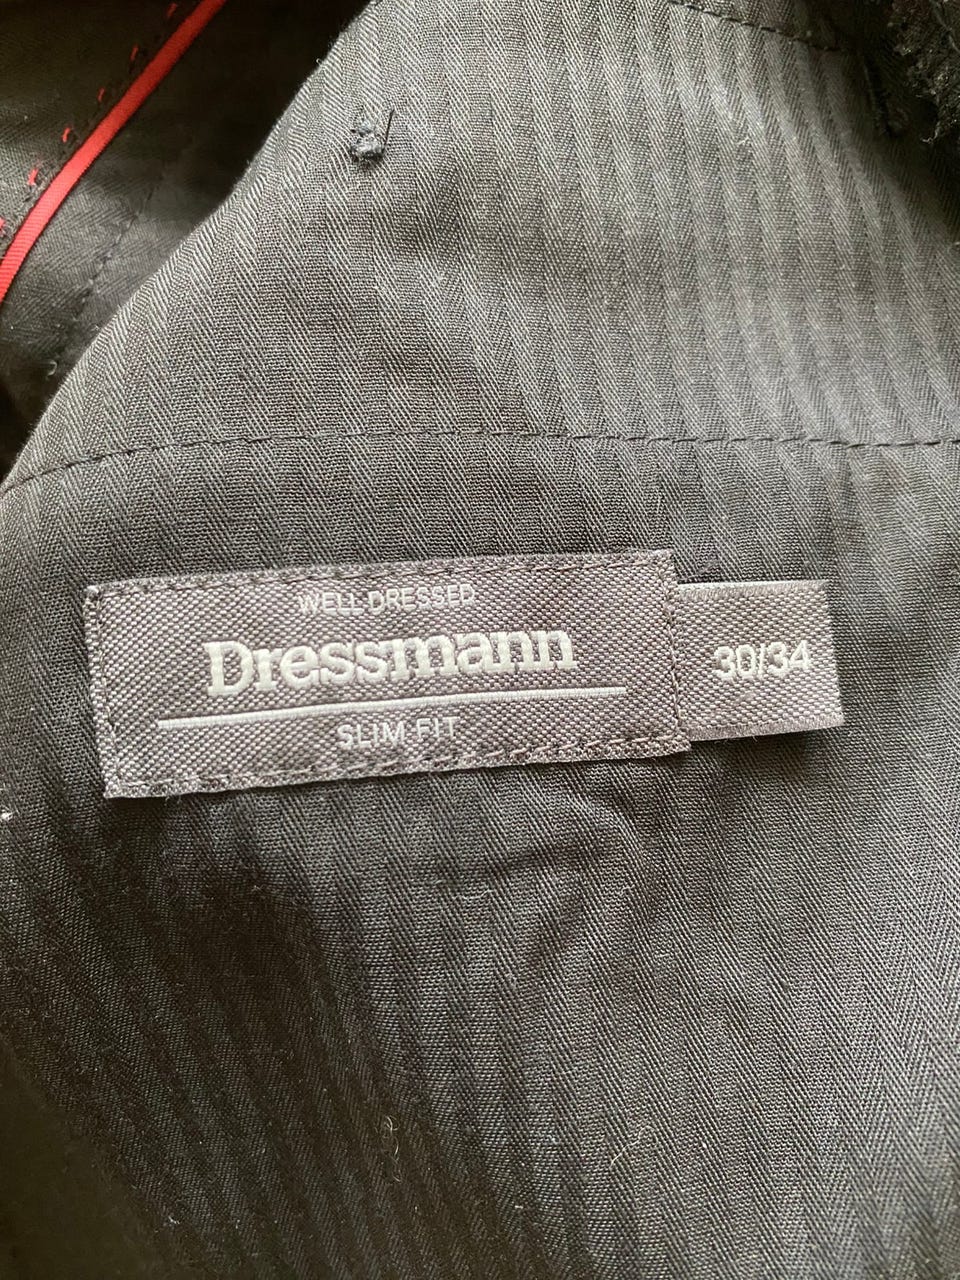 WELL DRESSED
Dressmann
SLIM FIT
30/34